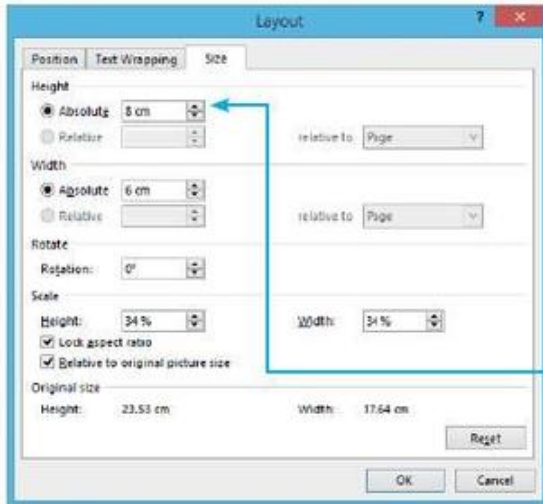 Layout ? ×
Position Text Wrapping Size
Height
Absolute 8 cm
Relative relative to Page
Width
Absolute 6 cm
Relative relative to Page
Rotate
Rotation: 0°
Scale
Height: 34 % Width: 34 %
Lock aspect ratio
Relative to original picture size
Original size
Height: 23.53 cm Width: 17.64 cm
Reset
OK Cancel